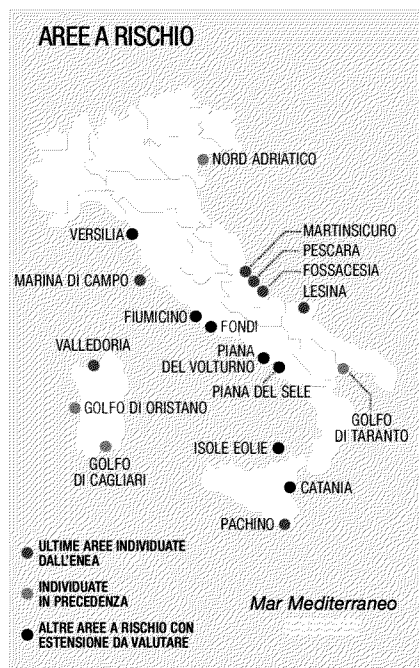 AREE A RISCHIO
NORD ADRIATICO
VERSILIA
MARTINSICURO
PESCARA
FOSSACESIA
LESINA
MARINA DI CAMPO
FIUMICINO
FONDI
VALLEDORIA
PIANA
DEL VOLTURNO
PIANA DEL SELE
GOLFO DI ORISTANO
GOLFO
DI TARANTO
GOLFO
DI CAGLIARI
ISOLE EOLIE
CATANIA
PACHINO
ULTIME AREE INDIVIDUATE
DALL'ENEA
INDIVIDUATE
IN PRECEDENZA
ALTRE AREE A RISCHIO CON
ESTENSIONE DA VALUTARE
Mar Mediterraneo